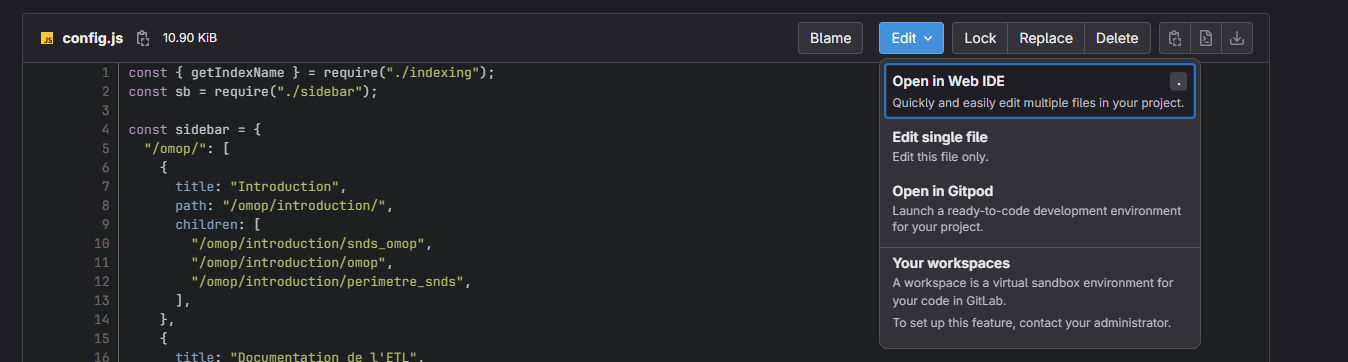 config.js 10.90 KiB Blame Edit Lock Replace Delete
1 const { getIndexName } = require("./indexing");
2 const sb = require("./sidebar");
3
4 const sidebar = {
5 "/omop/": [
6 {
7 title: "Introduction",
8 path: "/omop/introduction/",
9 children: [
10 "/omop/introduction/snds_omop",
11 "/omop/introduction/omop",
12 "/omop/introduction/perimetre_snds",
13 ],
14 },
15 {
16 title: "Documentation de l'ETL",
Open in Web IDE .
Quickly and easily edit multiple files in your project.
Edit single file
Edit this file only.
Open in Gitpod
Launch a ready-to-code development environment
for your project.
Your workspaces
A workspace is a virtual sandbox environment for
your code in GitLab.
To set up this feature, contact your administrator.